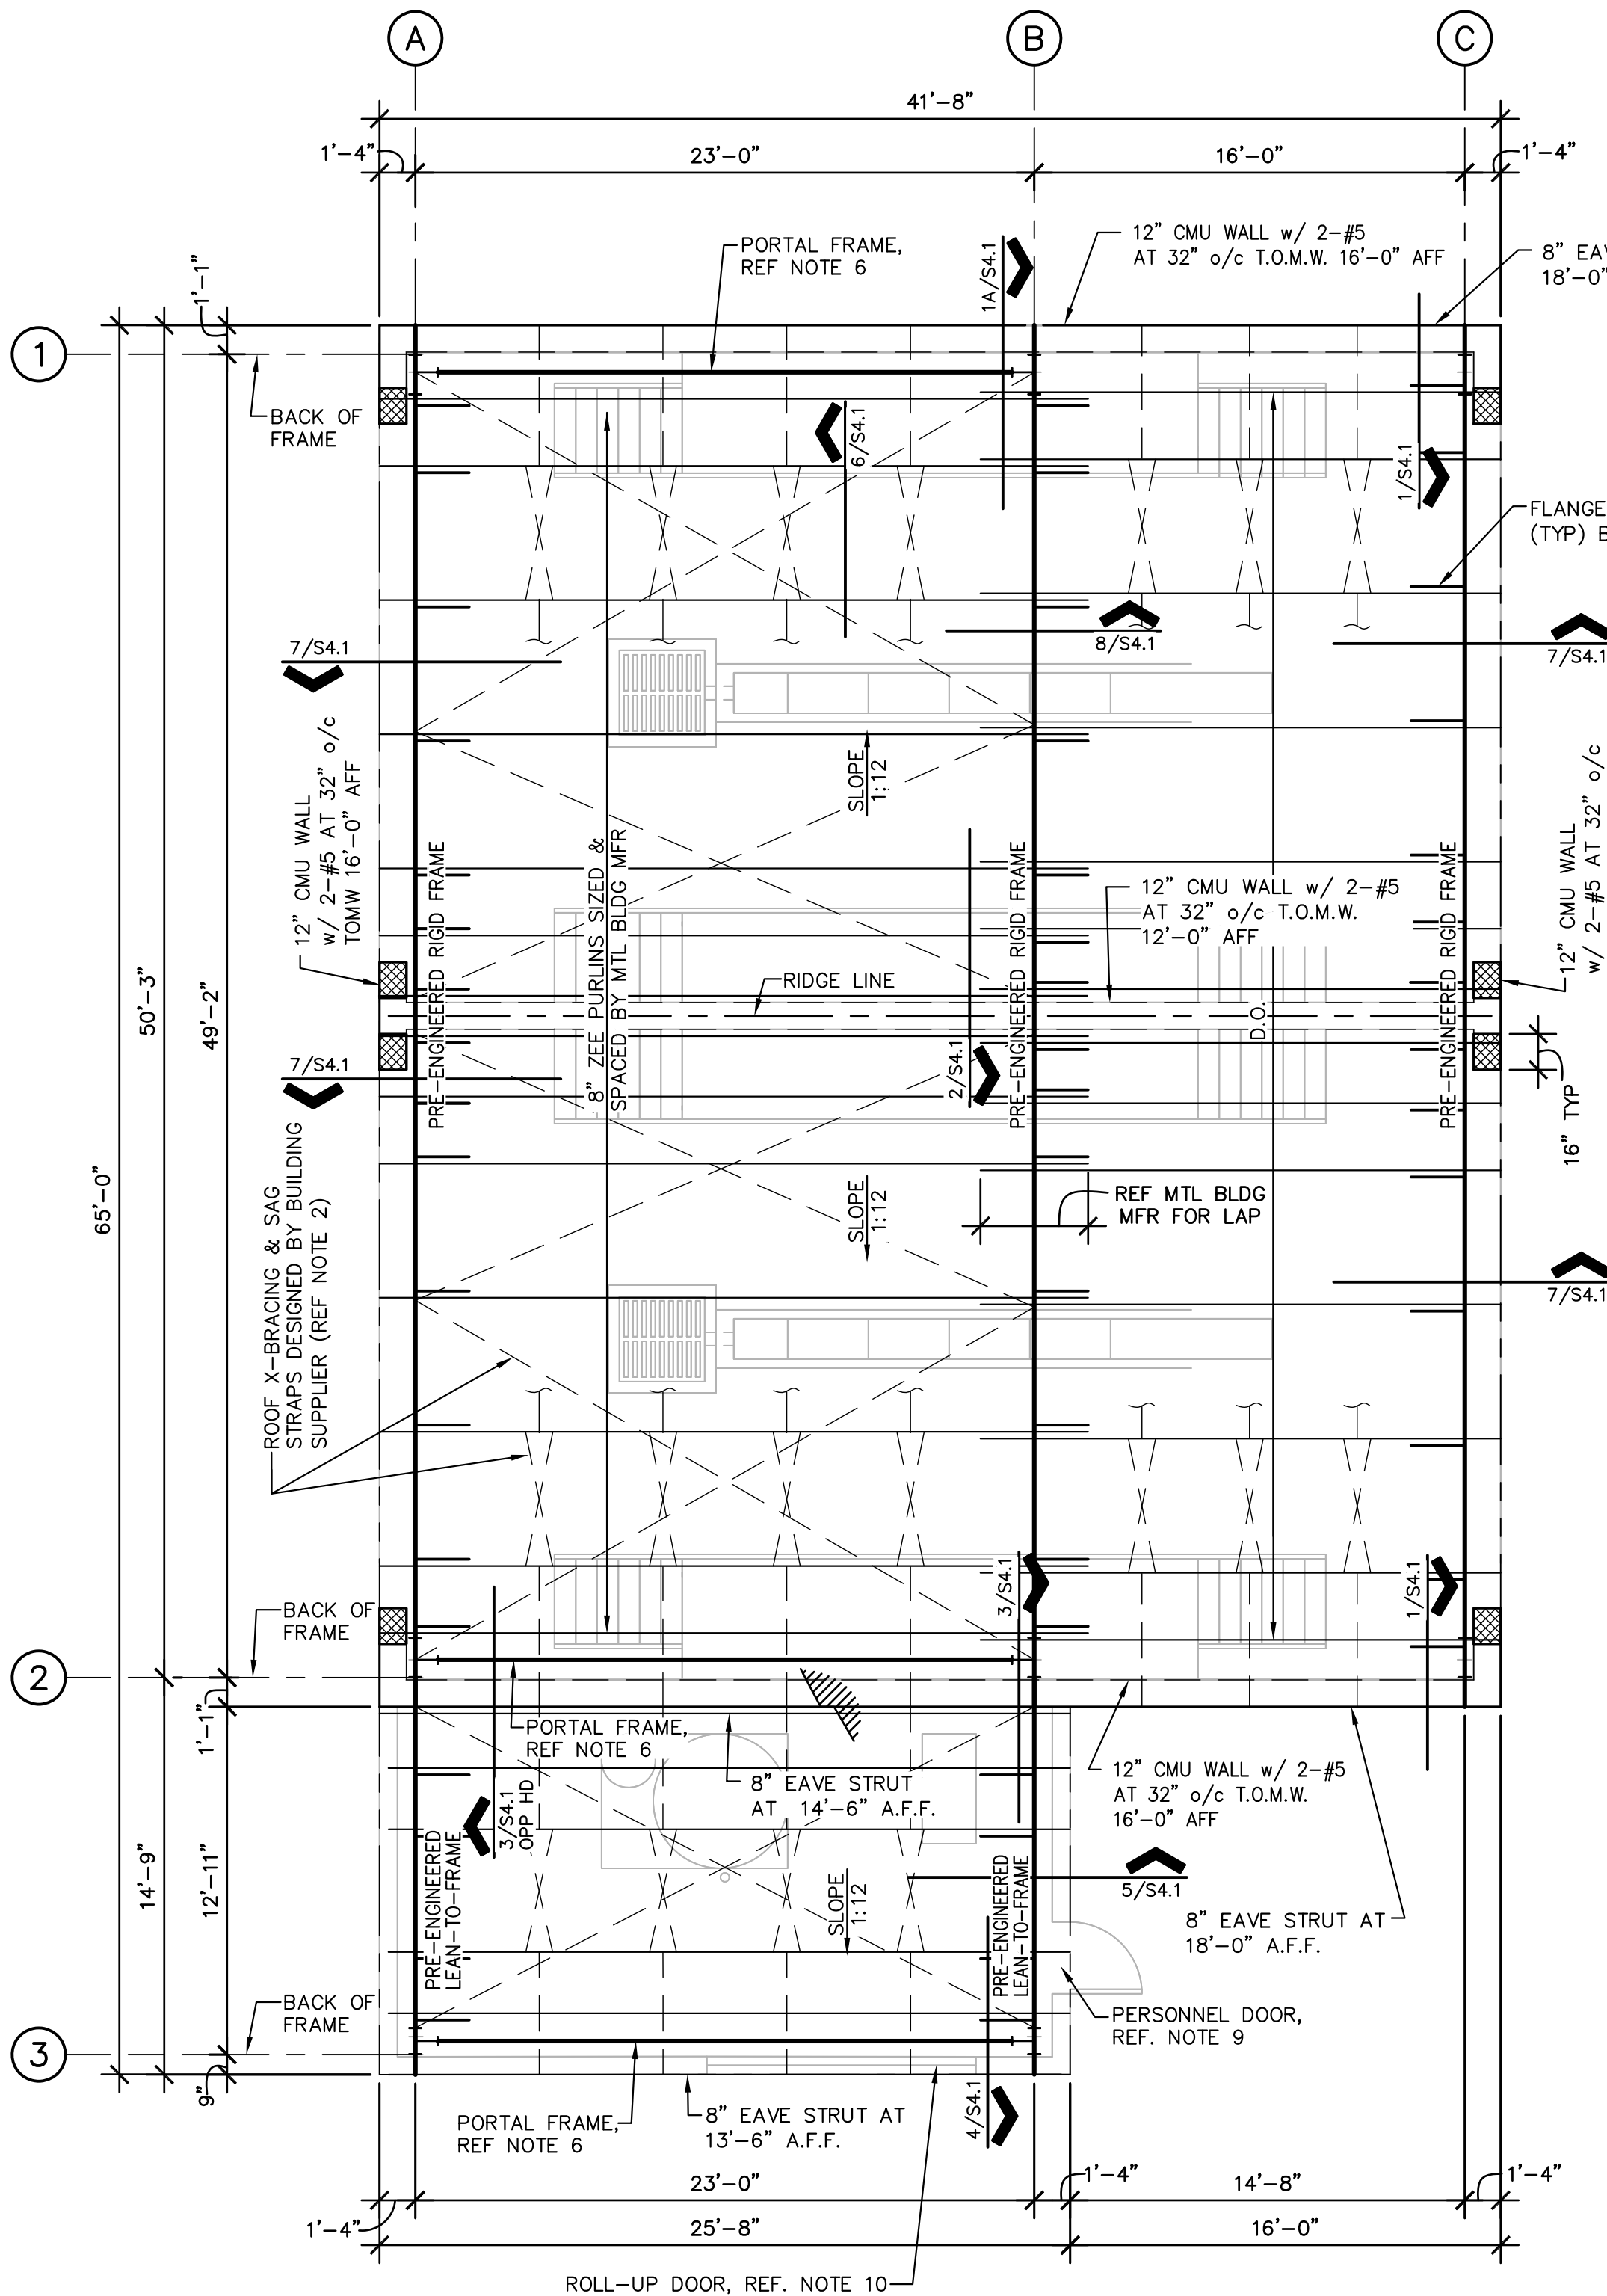 A
B
C
41'-8"
1'-4"
23'-0"
16'-0"
1'-4"
PORTAL FRAME,
REF NOTE 6
1A/S4.1
12" CMU WALL w/ 2-#5
AT 32" o/c T.O.M.W. 16'-0" AFF
8" EAV
18'-0"
1'-1"
1
BACK OF
FRAME
6/S4.1
1/S4.1
FLANGE
(TYP) B
7/S4.1
8/S4.1
7/S4.1
12" CMU WALL
w/ 2-#5 AT 32" o/c
TOMW 16'-0" AFF
SLOPE
1:12
PRE-ENGINEERED RIGID FRAME
8" ZEE PURLINS SIZED &
SPACED BY MTL BLDG MFR
PRE-ENGINEERED RIGID FRAME
12" CMU WALL w/ 2-#5
AT 32" o/c T.O.M.W.
12'-0" AFF
PRE-ENGINEERED RIGID FRAME
12" CMU WALL
w/ 2-#5 AT 32" o/c
RIDGE LINE
D.O.
50'-3"
49'-2"
65'-0"
7/S4.1
2/S4.1
16" TYP
ROOF X-BRACING & SAG
STRAPS DESIGNED BY BUILDING
SUPPLIER (REF NOTE 2)
SLOPE
1:12
REF MTL BLDG
MFR FOR LAP
7/S4.1
3/S4.1
1/S4.1
BACK OF
FRAME
2
1'-1"
PORTAL FRAME,
REF NOTE 6
8" EAVE STRUT
AT 14'-6" A.F.F.
12" CMU WALL w/ 2-#5
AT 32" o/c T.O.M.W.
16'-0" AFF
3/S4.1
OPP HD
14'-9"
12'-11"
PRE-ENGINEERED
LEAN-TO-FRAME
SLOPE
1:12
PRE-ENGINEERED
LEAN-TO-FRAME
5/S4.1
8" EAVE STRUT AT
18'-0" A.F.F.
BACK OF
FRAME
PERSONNEL DOOR,
REF. NOTE 9
3
9"
4/S4.1
PORTAL FRAME,
REF NOTE 6
8" EAVE STRUT AT
13'-6" A.F.F.
1'-4"
23'-0"
1'-4"
14'-8"
1'-4"
25'-8"
16'-0"
ROLL-UP DOOR, REF. NOTE 10